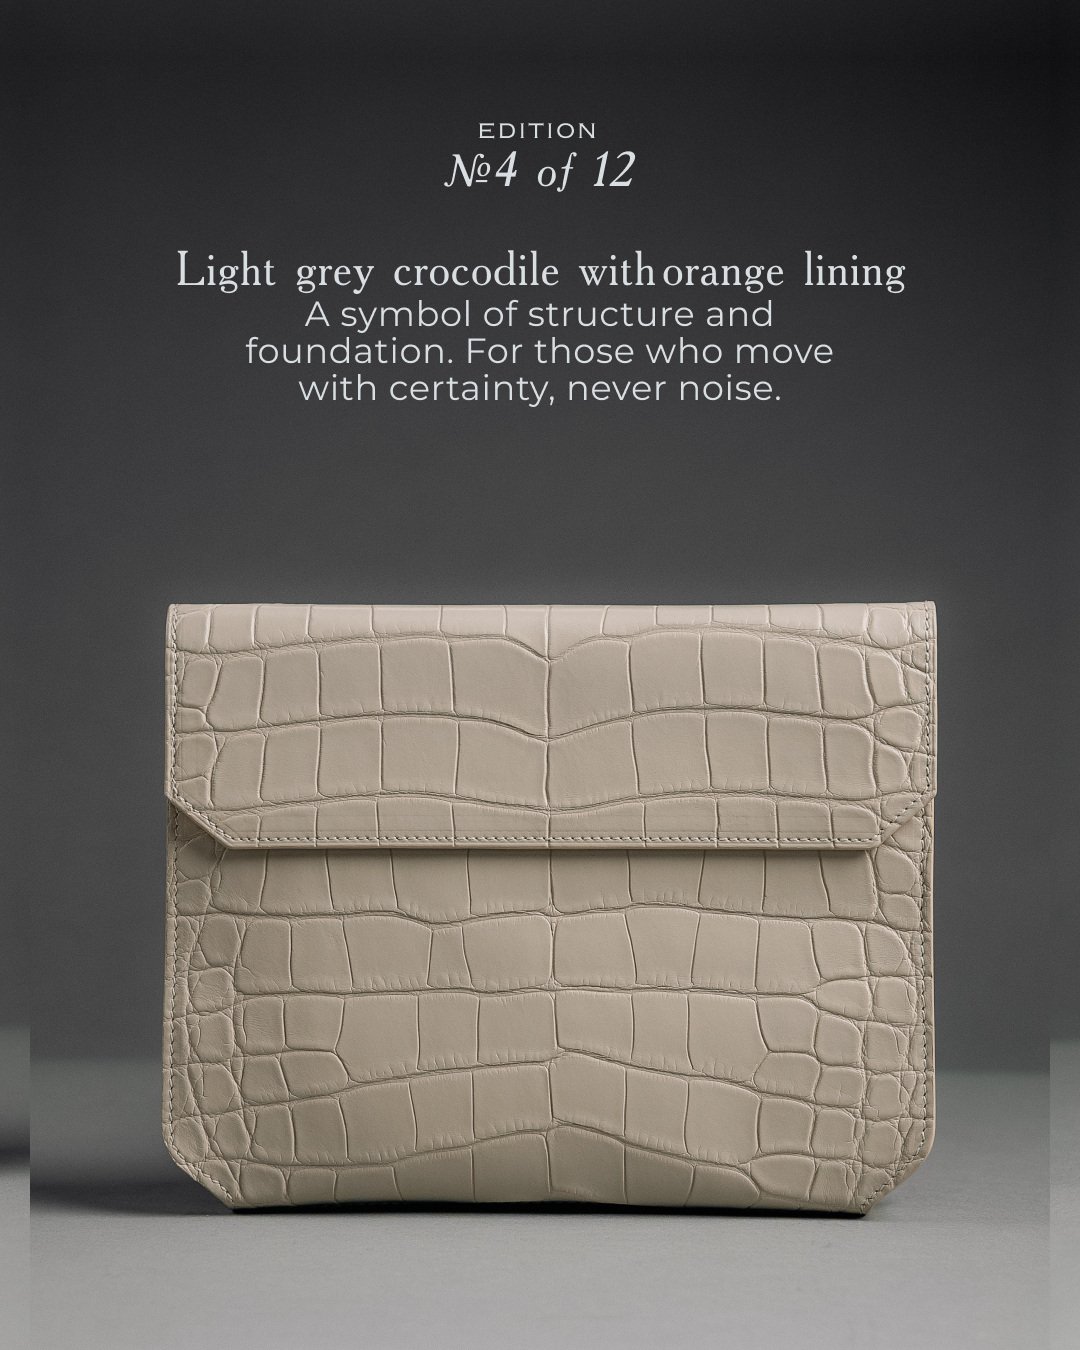 EDITION
№4 of 12
Light grey crocodile with orange lining
A symbol of structure and
foundation. For those who move
with certainty, never noise.